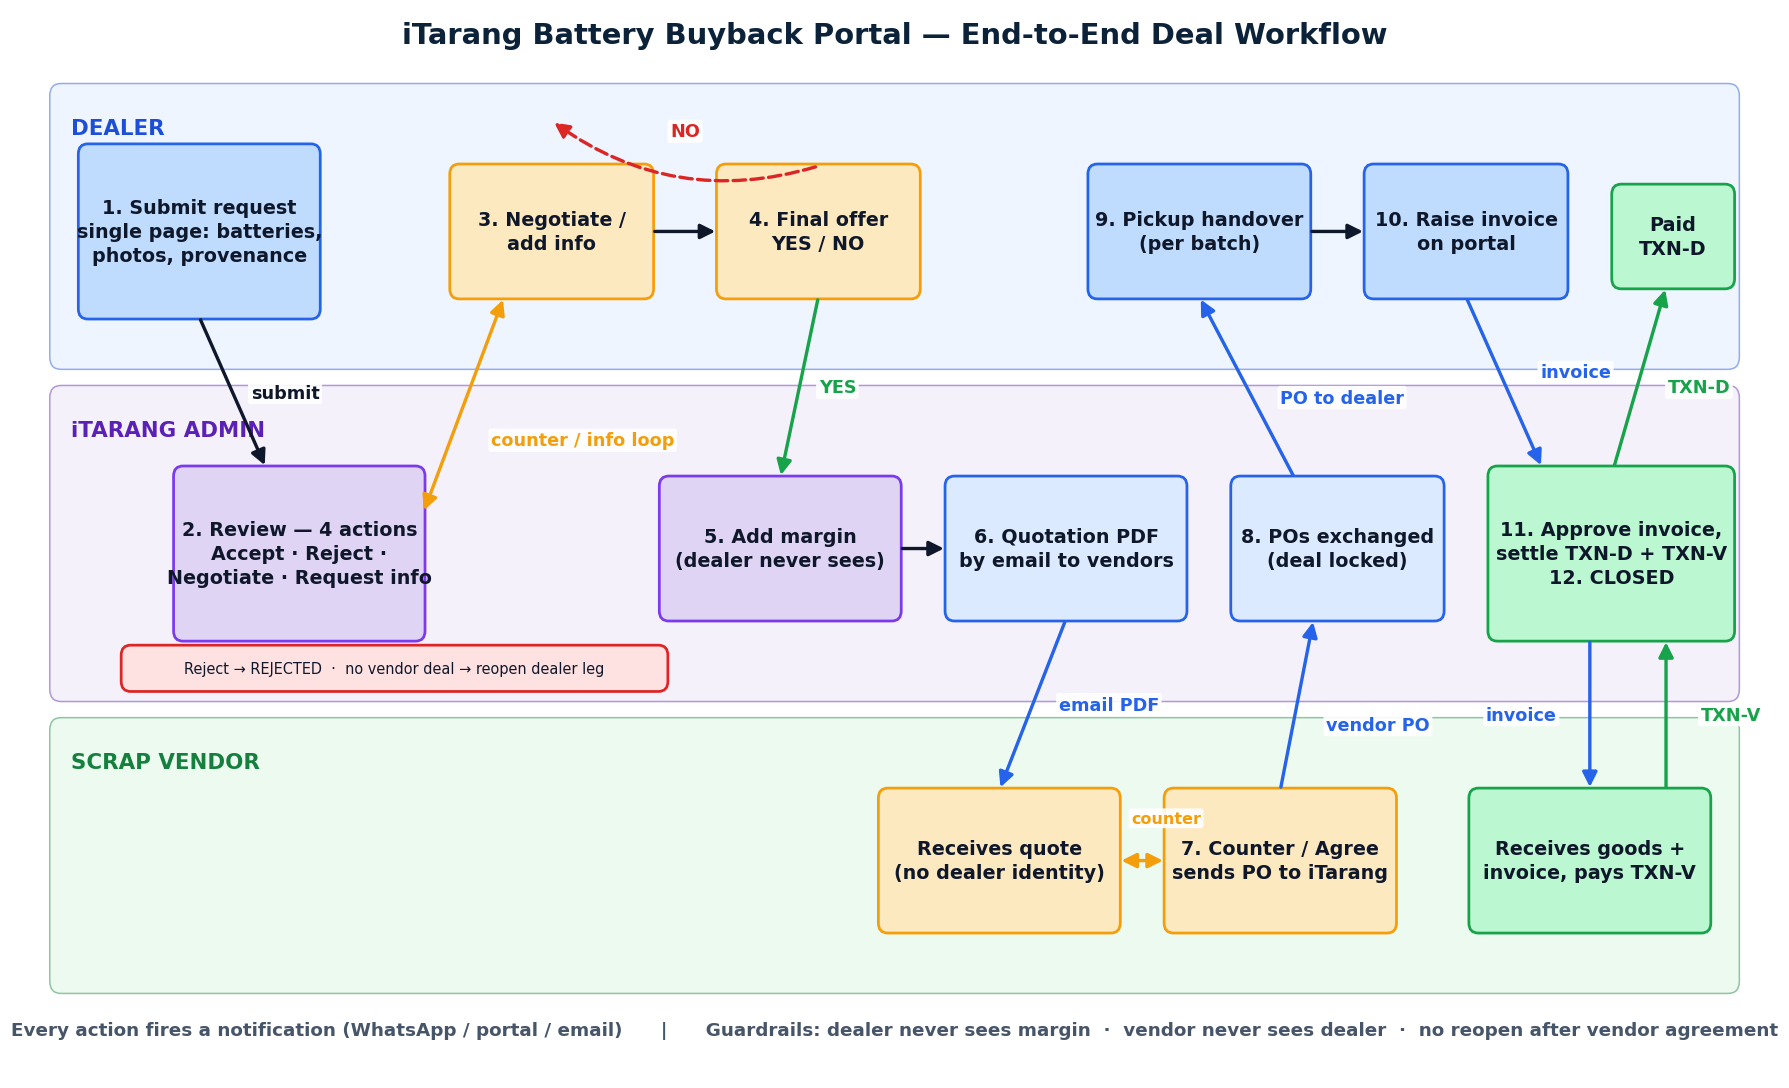 iTarang Battery Buyback Portal — End-to-End Deal Workflow
DEALER
1. Submit request
single page: batteries,
photos, provenance
3. Negotiate /
add info
NO
4. Final offer
YES / NO
9. Pickup handover
(per batch)
10. Raise invoice
on portal
Paid
TXN-D
submit
counter / info loop
YES
PO to dealer
invoice
TXN-D
iTARANG ADMIN
2. Review — 4 actions
Accept · Reject ·
Negotiate · Request info
5. Add margin
(dealer never sees)
6. Quotation PDF
by email to vendors
8. POs exchanged
(deal locked)
11. Approve invoice,
settle TXN-D + TXN-V
12. CLOSED
Reject → REJECTED · no vendor deal → reopen dealer leg
email PDF
vendor PO
invoice
TXN-V
SCRAP VENDOR
Receives quote
(no dealer identity)
counter
7. Counter / Agree
sends PO to iTarang
Receives goods +
invoice, pays TXN-V
Every action fires a notification (WhatsApp / portal / email) | Guardrails: dealer never sees margin · vendor never sees dealer · no reopen after vendor agreement